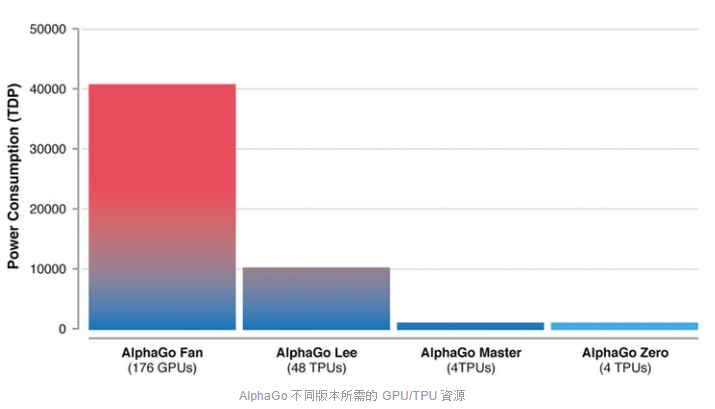 50000
40000
30000
20000
10000
0
Power Consumption (TDP)
AlphaGo Fan
(176 GPUs)
AlphaGo Lee
(48 TPUs)
AlphaGo Master
(4TPUs)
AlphaGo Zero
(4 TPUs)
AlphaGo 不同版本所需的 GPU/TPU 資源